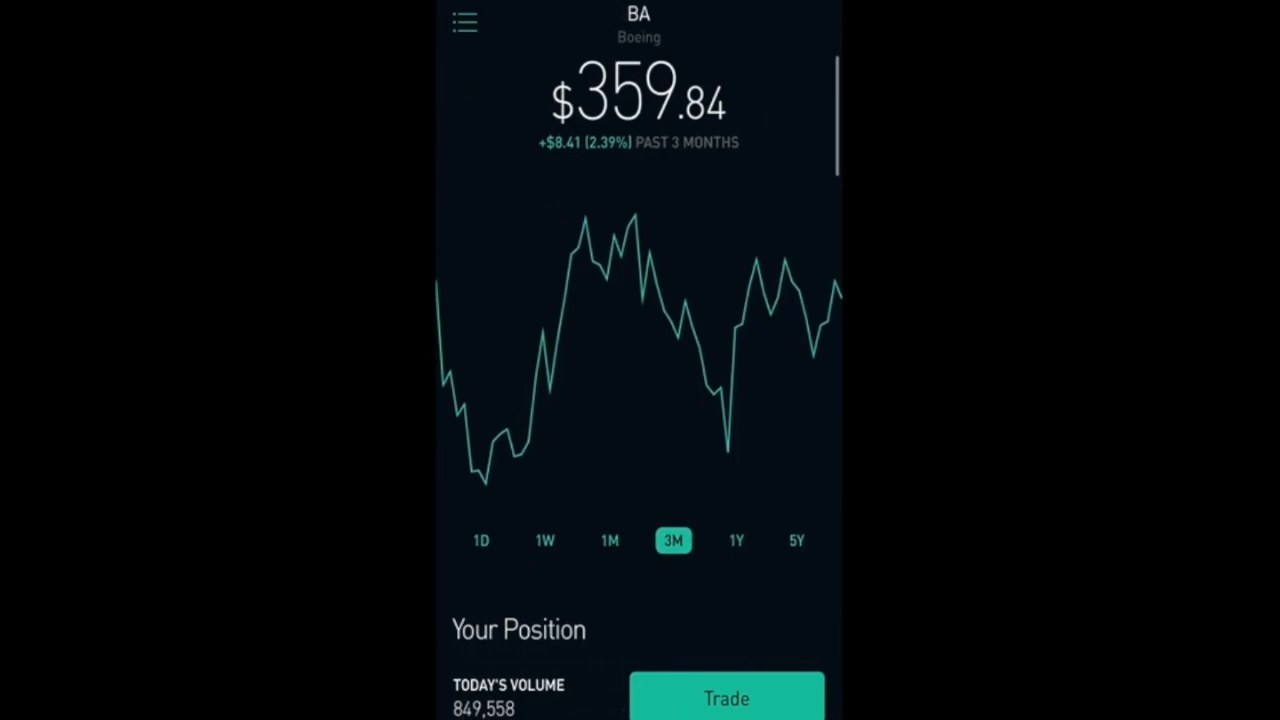 BA
Boeing
$359.84
+$8.41 (2.39%) PAST 3 MONTHS
1D 1W 1M 3M 1Y 5Y
Your Position
TODAY'S VOLUME
849,558
Trade